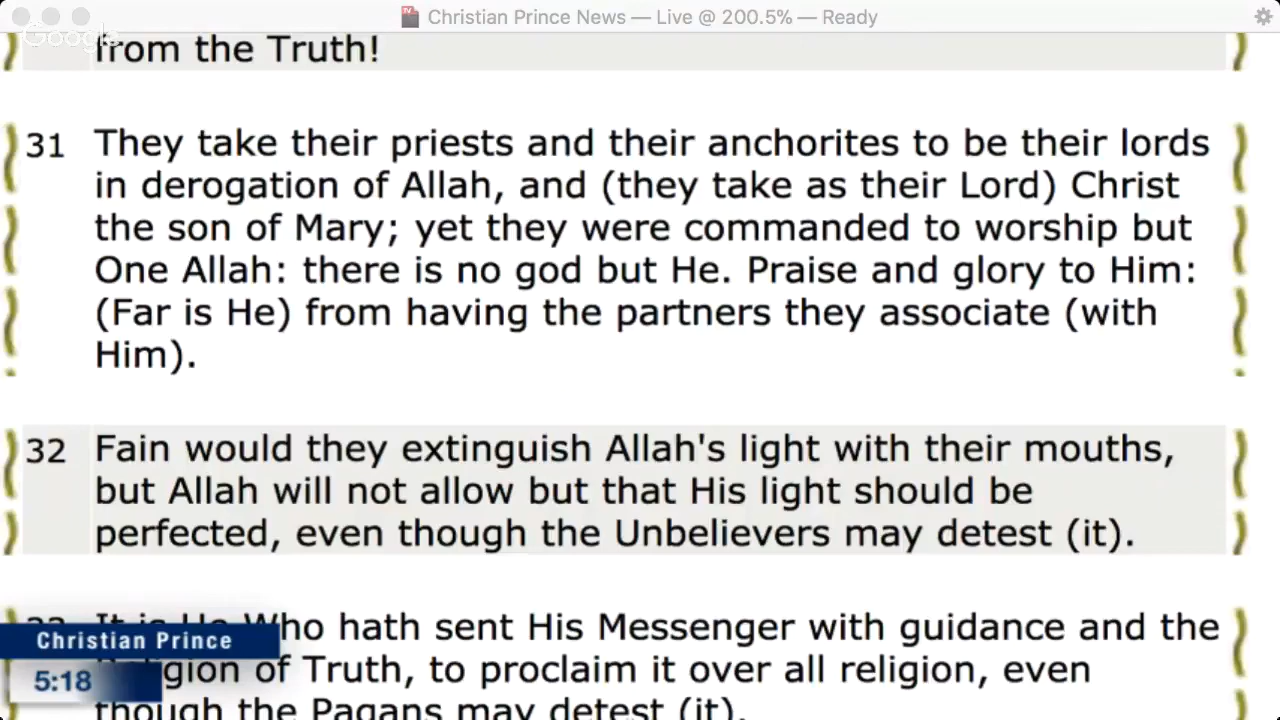 Christian Prince News — Live @ 200.5% — Ready
Google
from the Truth!
31 They take their priests and their anchorites to be their lords
in derogation of Allah, and (they take as their Lord) Christ
the son of Mary; yet they were commanded to worship but
One Allah: there is no god but He. Praise and glory to Him:
(Far is He) from having the partners they associate (with
Him).
32 Fain would they extinguish Allah's light with their mouths,
but Allah will not allow but that His light should be
perfected, even though the Unbelievers may detest (it).
33 It is He Who hath sent His Messenger with guidance and the
Religion of Truth, to proclaim it over all religion, even
though the Pagans may detest (it).
Christian Prince
5:18